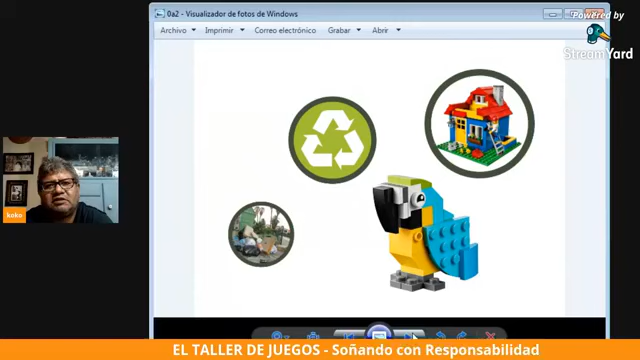 0a2 - Visualizador de fotos de Windows
Archivo Imprimir Correo electrónico Grabar Abrir
Powered by
StreamYard
koko
EL TALLER DE JUEGOS - Soñando con Responsabilidad